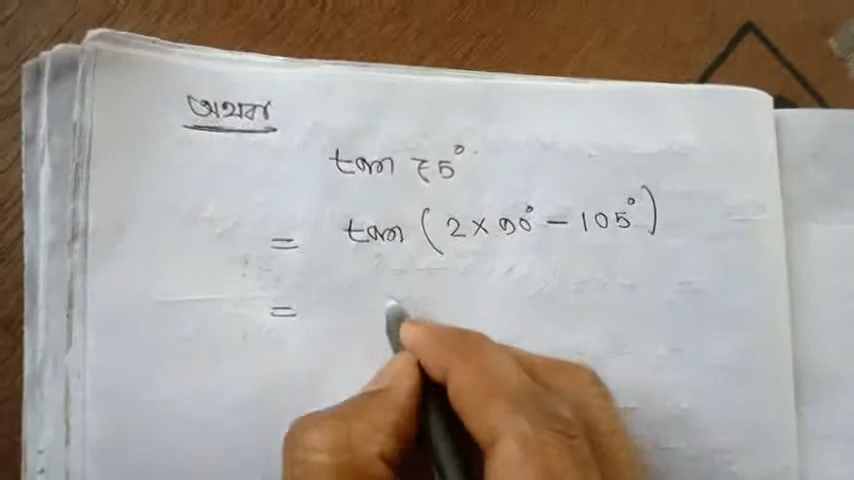 অথবা
tan 75°
= tan (2 × 90° − 105°)
=